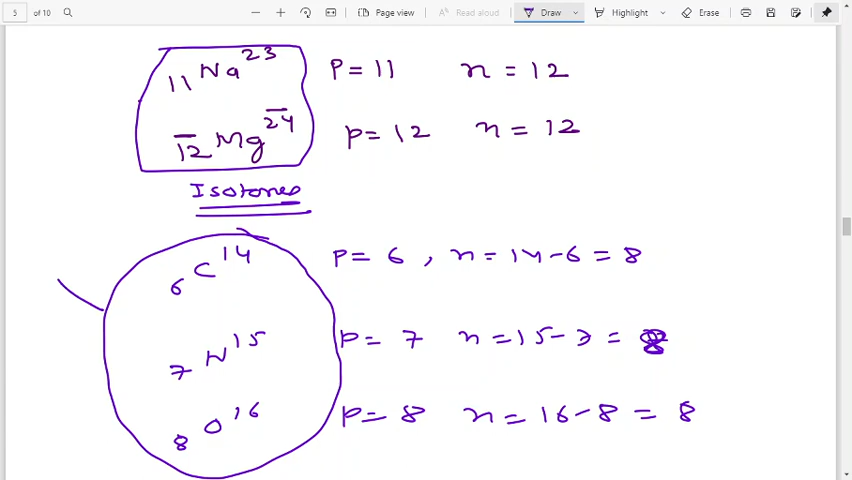 5 of 10 Page view Read aloud Draw Highlight Erase
₁₁Na²³ P = 11 n = 12
₁₂Mg²⁴ p = 12 n = 12
Isotones
₆C¹⁴ p = 6 , n = 14 - 6 = 8
₇N¹⁵ p = 7 n = 15 - 7 = 8
₈O¹⁶ p = 8 n = 16 - 8 = 8